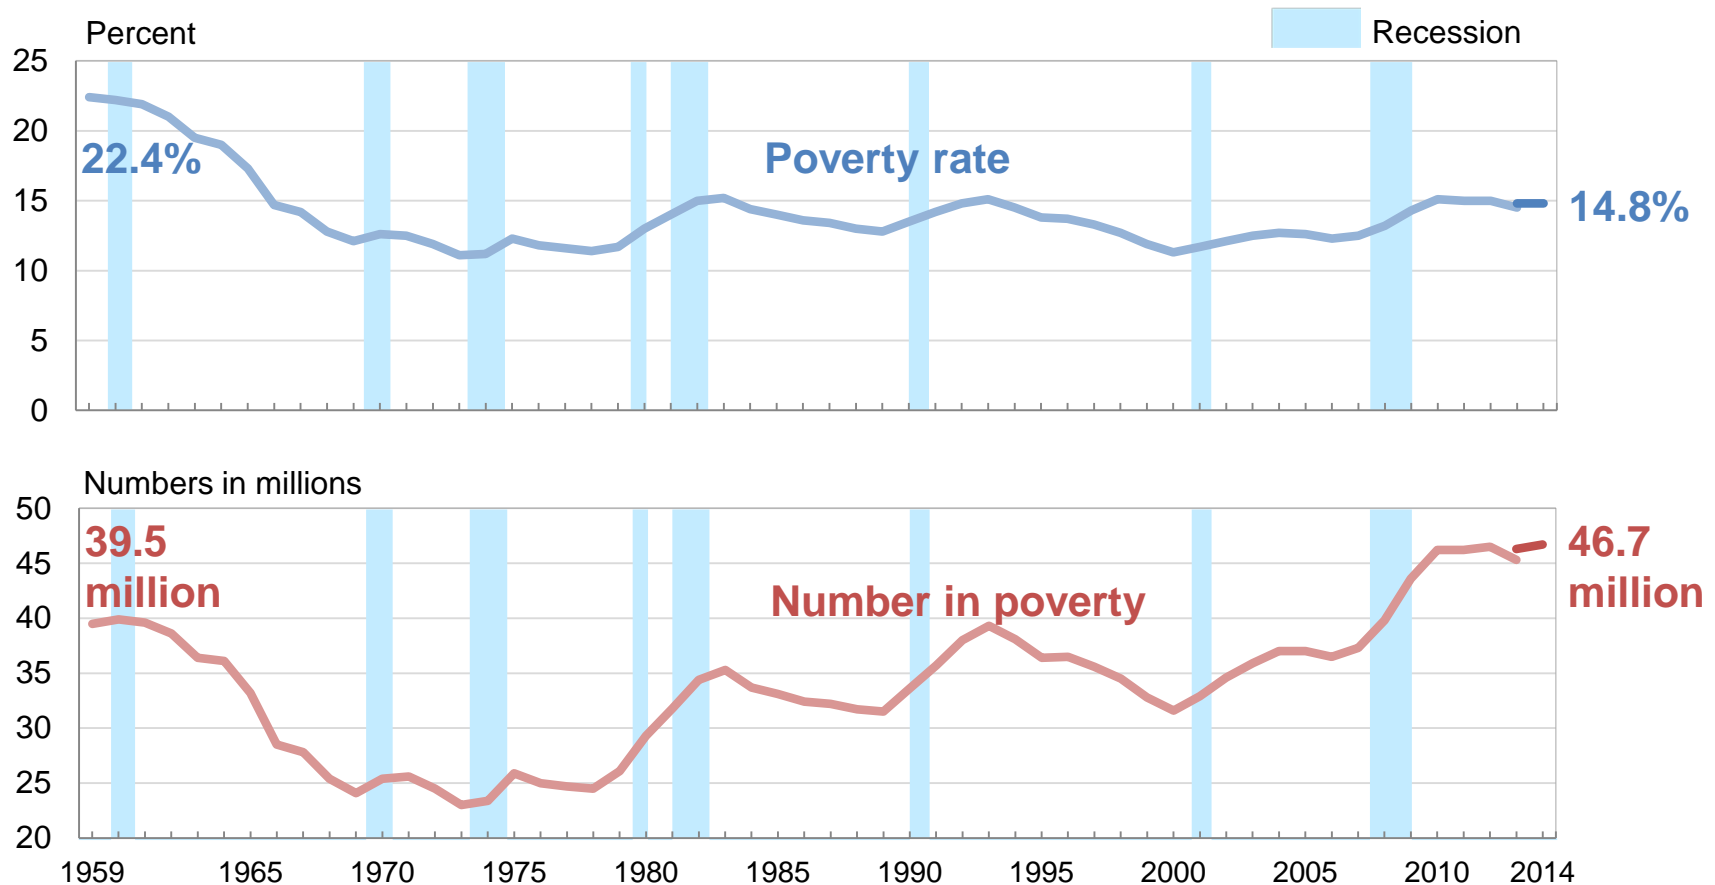 Percent
Recession
25
20
15
10
5
0
22.4%
Poverty rate
14.8%
Numbers in millions
50
45
40
35
30
25
20
39.5
million
Number in poverty
46.7
million
1959 1965 1970 1975 1980 1985 1990 1995 2000 2005 2010 2014